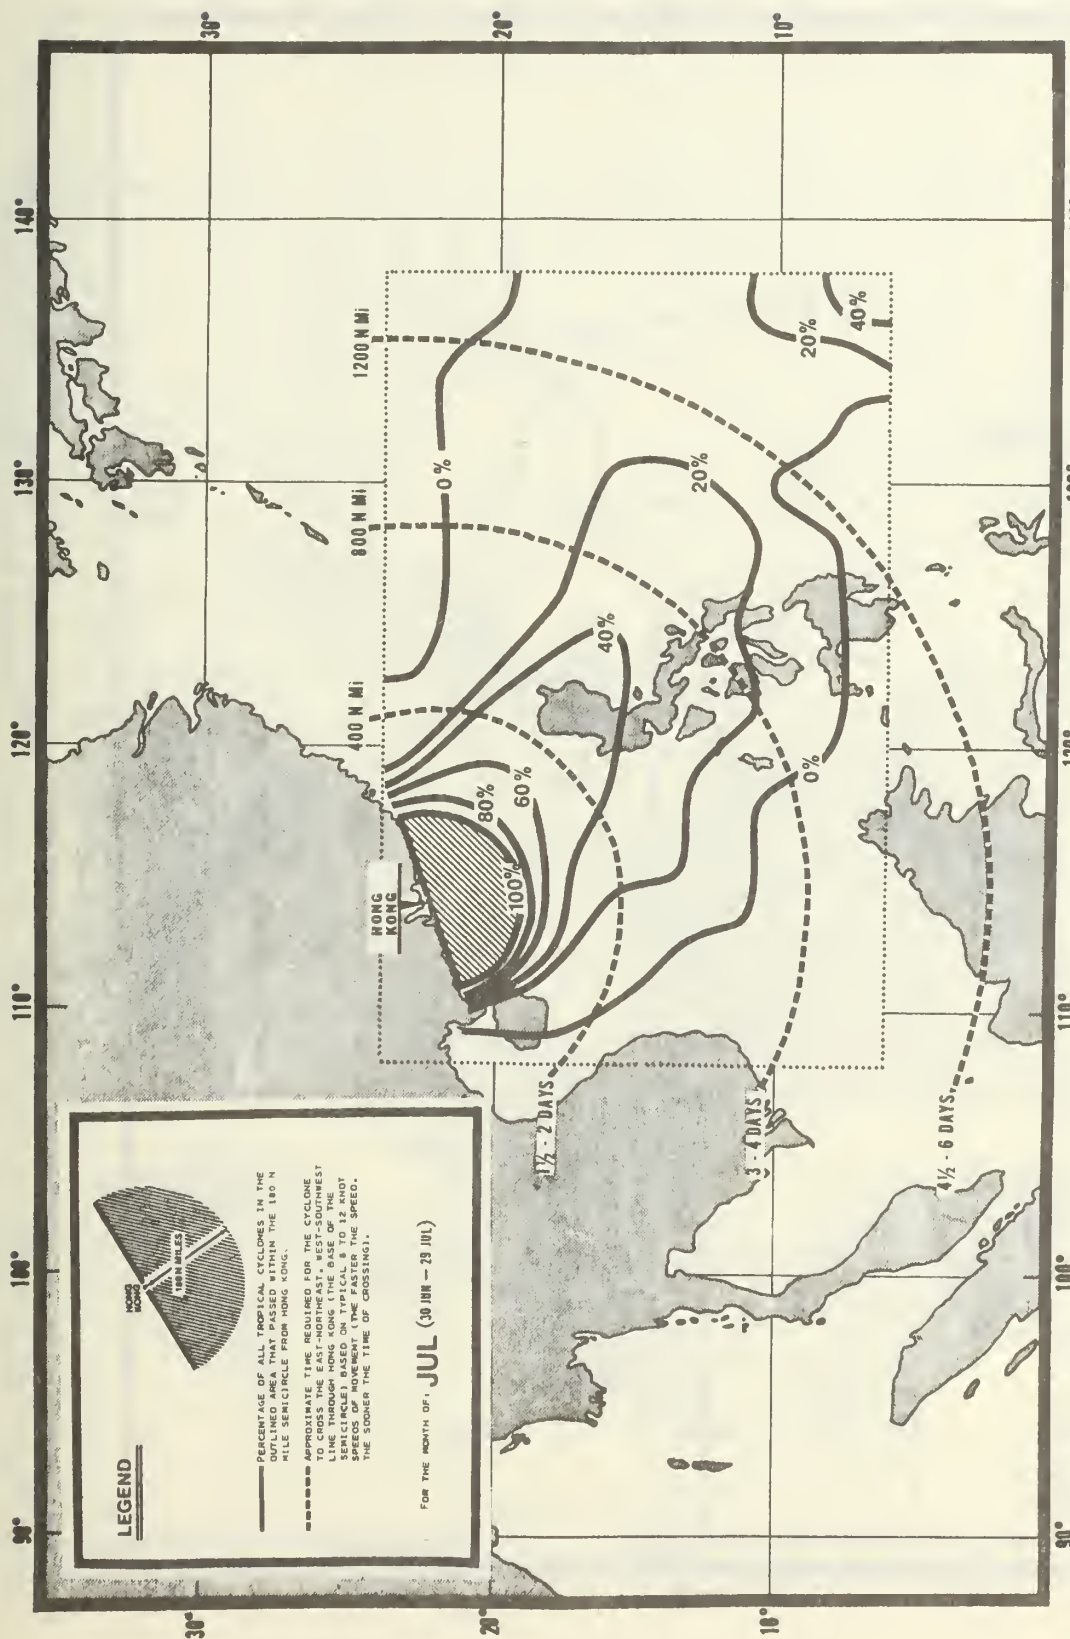 90°
100°
110°
120°
130°
140°
30°
20°
10°
LEGEND
HONG
KONG
180 N MILES
PERCENTAGE OF ALL TROPICAL CYCLONES IN THE
OUTLINED AREA THAT PASSED WITHIN THE 180 N
MILE SEMICIRCLE FROM HONG KONG.
APPROXIMATE TIME REQUIRED FOR THE CYCLONE
TO CROSS THE EAST-NORTHEAST, WEST-SOUTHWEST
LINE THROUGH HONG KONG (THE BASE OF THE
SEMICIRCLE) BASED ON TYPICAL 8 TO 12 KNOT
SPEEDS OF MOVEMENT (THE FASTER THE SPEED,
THE SOONER THE TIME OF CROSSING).
FOR THE MONTH OF: JUL (30 JUN — 29 JUL)
HONG
KONG
400 N Mi
800 N Mi
1200 N Mi
0%
100%
80%
60%
40%
20%
20%
40%
0%
1½ - 2 DAYS
3 - 4 DAYS
4½ - 6 DAYS
30°
20°
10°
90°
100°
110°